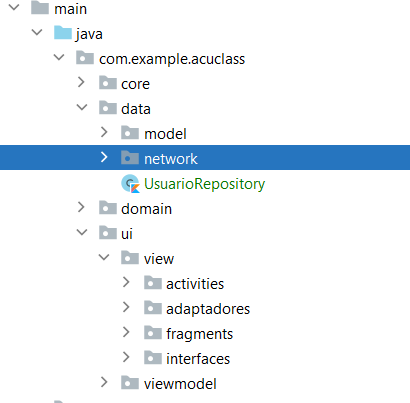 main
java
com.example.acuclass
core
data
model
network
UsuarioRepository
domain
ui
view
activities
adaptadores
fragments
interfaces
viewmodel